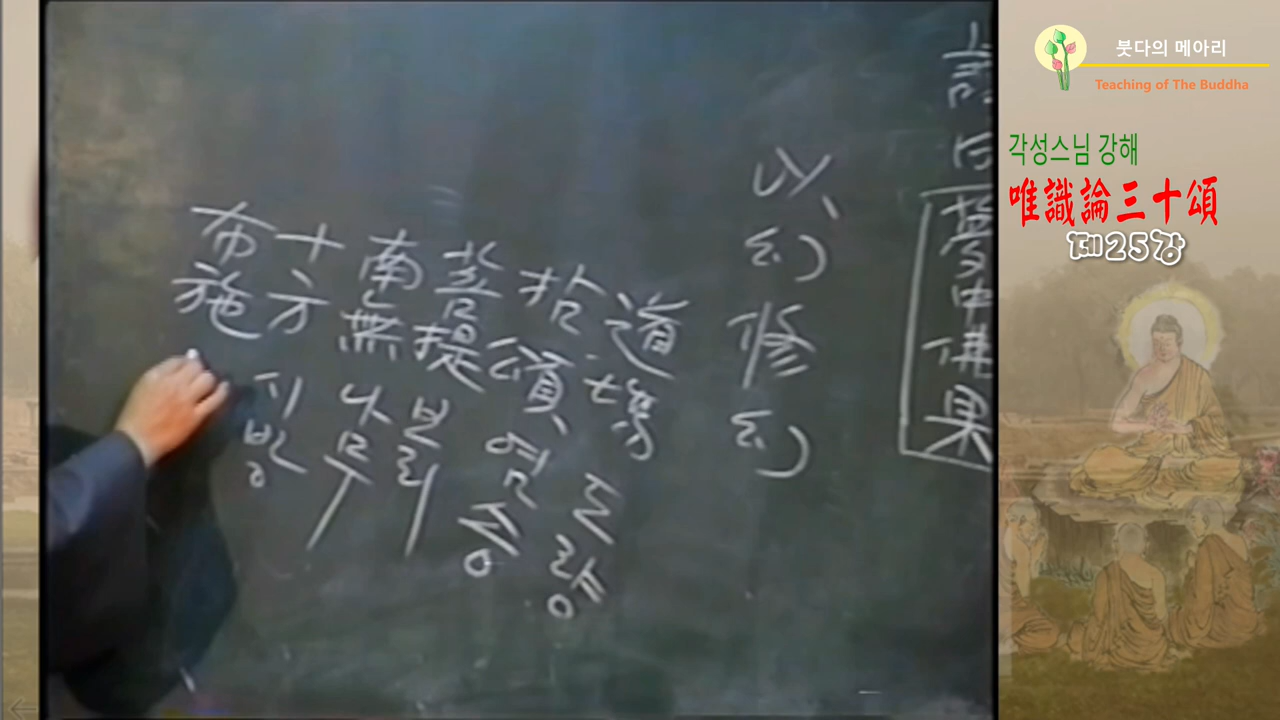 붓다의 메아리
Teaching of The Buddha
각성스님 강해
唯識論三十頌
제25강
夢中佛果
以幻修幻
道場 도량
拈頌 염송
菩提 보리
南無 나무
十方 시방
布施